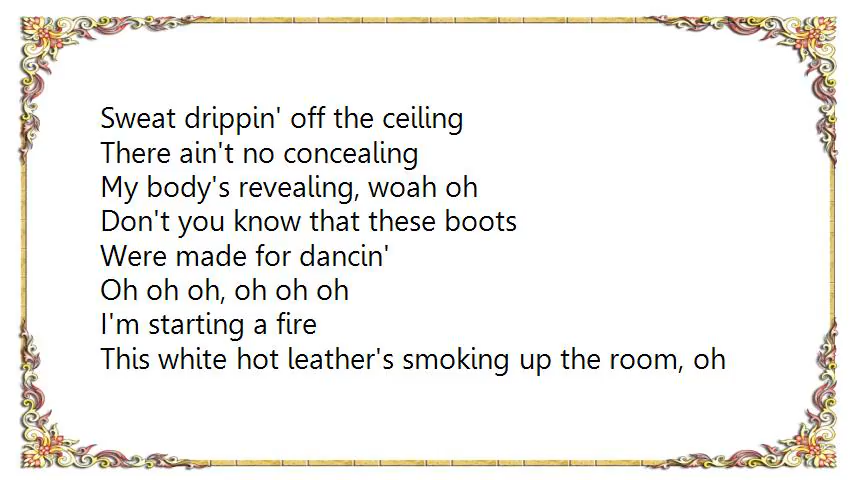 Sweat drippin' off the ceiling
There ain't no concealing
My body's revealing, woah oh
Don't you know that these boots
Were made for dancin'
Oh oh oh, oh oh oh
I'm starting a fire
This white hot leather's smoking up the room, oh